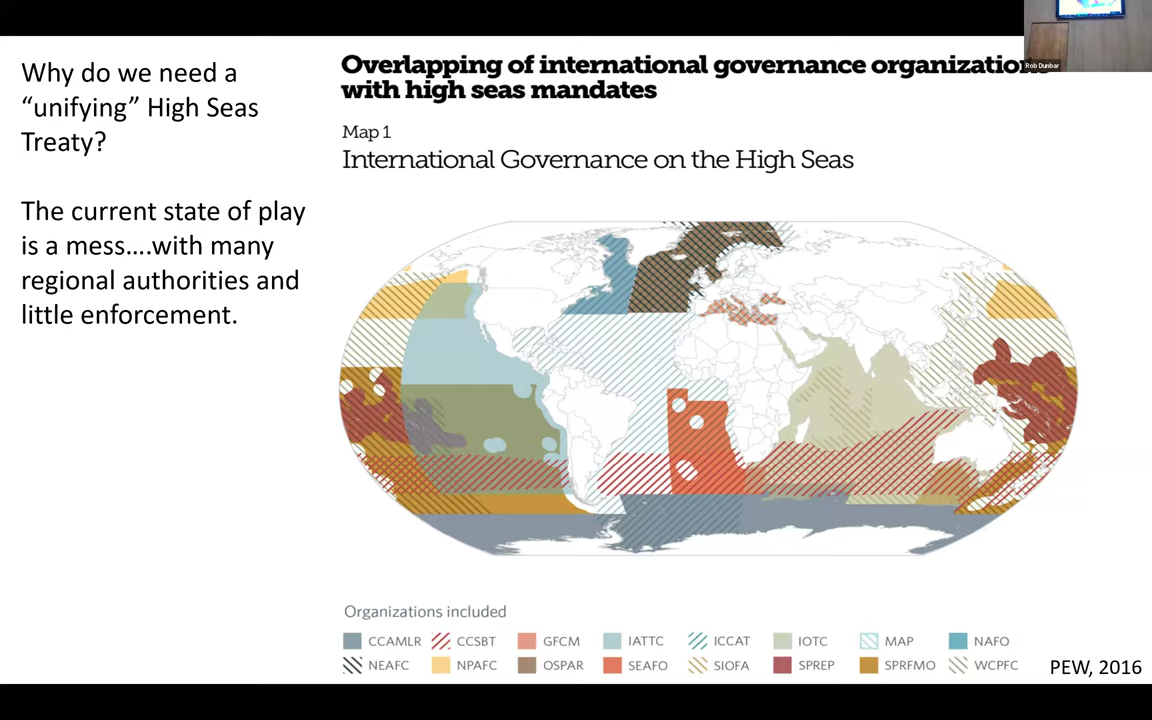 Why do we need a
“unifying” High Seas
Treaty?
The current state of play
is a mess....with many
regional authorities and
little enforcement.
Overlapping of international governance organizations
with high seas mandates
Map 1
International Governance on the High Seas
Rob Dunbar
Organizations included
CCAMLR CCSBT GFCM IATTC ICCAT IOTC MAP NAFO
NEAFC NPAFC OSPAR SEAFO SIOFA SPREP SPRFMO WCPFC
PEW, 2016